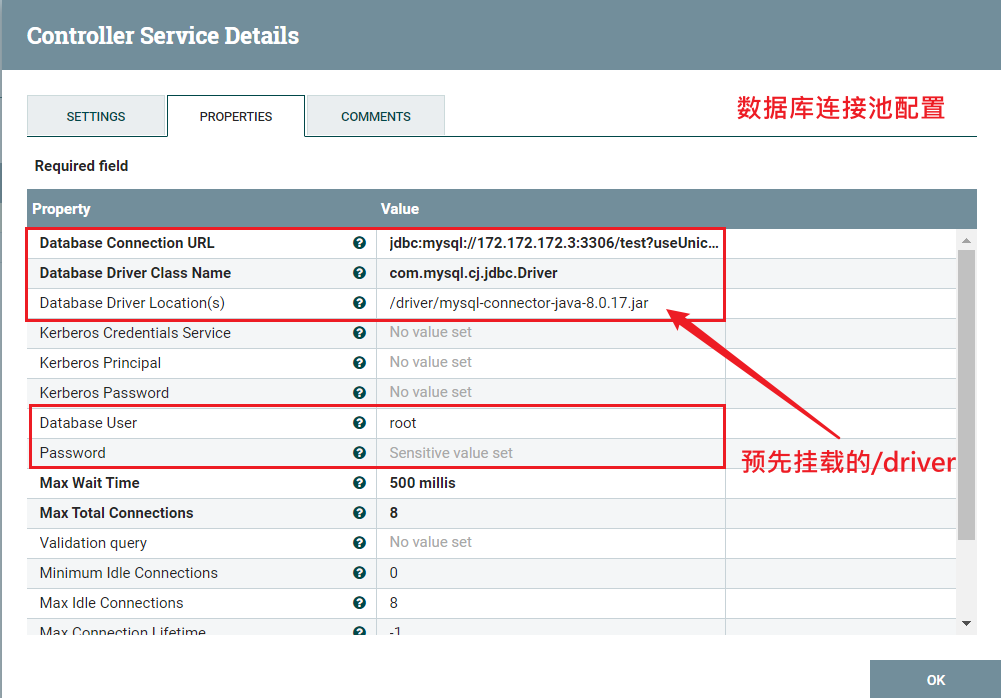 Controller Service Details
SETTINGS PROPERTIES COMMENTS
数据库连接池配置
Required field
Property Value
Database Connection URL ? jdbc:mysql://172.172.172.3:3306/test?useUnic...
Database Driver Class Name ? com.mysql.cj.jdbc.Driver
Database Driver Location(s) ? /driver/mysql-connector-java-8.0.17.jar
Kerberos Credentials Service ? No value set
Kerberos Principal ? No value set
Kerberos Password ? No value set
Database User ? root
Password ? Sensitive value set
预先挂载的/driver
Max Wait Time ? 500 millis
Max Total Connections ? 8
Validation query ? No value set
Minimum Idle Connections ? 0
Max Idle Connections ? 8
Max Connection Lifetime ? -1
OK